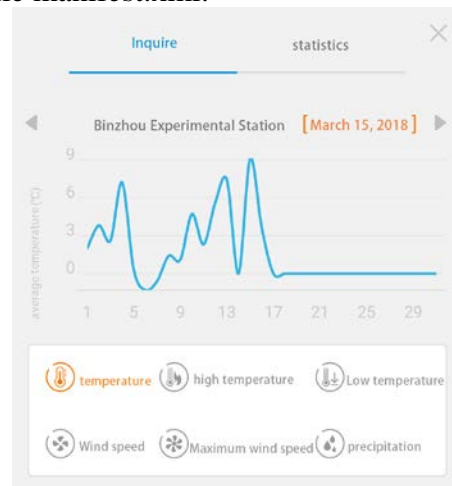 Inquire statistics
Binzhou Experimental Station [March 15, 2018]
9
6
3
0
average temperature(℃)
1 5 9 13 17 21 25 29
temperature high temperature Low temperature
Wind speed Maximum wind speed precipitation